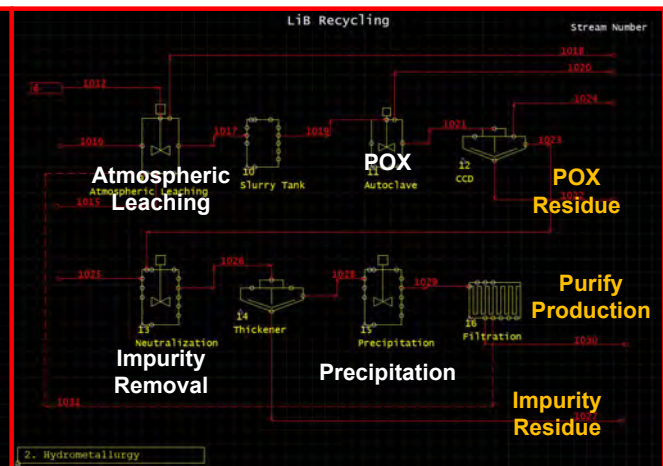 LiB Recycling
Stream Number
1018
1020
1012
6
1024
1016
1017
1019
1021
1023
10
11
12
POX
Atmospheric
Leaching
Atmospheric Leaching
Slurry Tank
Autoclave
CCD
POX
Residue
1015
1025
1026
1028
1029
Purify
Production
13
14
15
16
Neutralization
Thickener
Precipitation
Filtration
1030
Impurity
Removal
Precipitation
1031
Impurity
Residue
1027
2. Hydrometallurgy